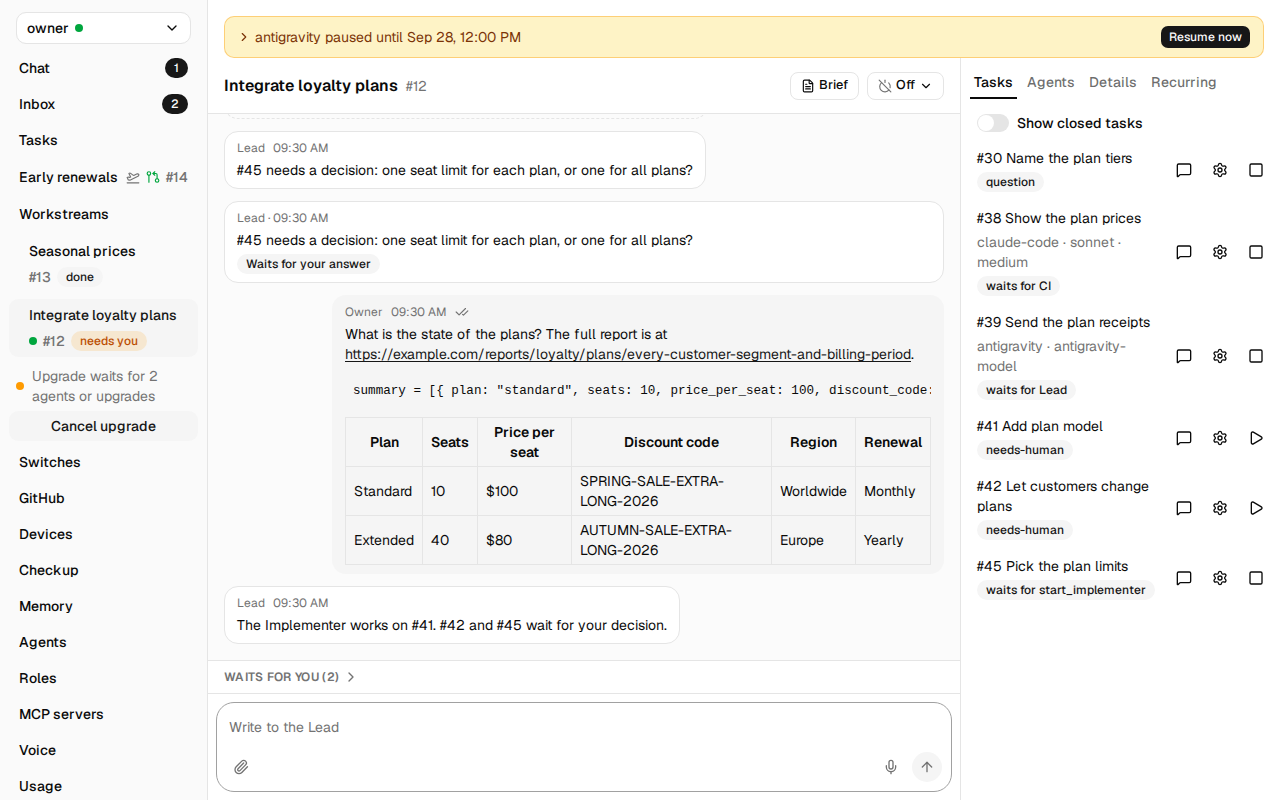 owner
Chat 1
Inbox 2
Tasks
Early renewals #14
Workstreams
Seasonal prices
#13 done
Integrate loyalty plans
#12 needs you
Upgrade waits for 2
agents or upgrades
Cancel upgrade
Switches
GitHub
Devices
Checkup
Memory
Agents
Roles
MCP servers
Voice
Usage
antigravity paused until Sep 28, 12:00 PM
Resume now
Integrate loyalty plans #12
Brief
Off
Lead 09:30 AM
#45 needs a decision: one seat limit for each plan, or one for all plans?
Lead · 09:30 AM
#45 needs a decision: one seat limit for each plan, or one for all plans?
Waits for your answer
Owner 09:30 AM
What is the state of the plans? The full report is at
https://example.com/reports/loyalty/plans/every-customer-segment-and-billing-period.
summary = [{ plan: "standard", seats: 10, price_per_seat: 100, discount_code:
Plan Seats Price per seat Discount code Region Renewal
Standard 10 $100 SPRING-SALE-EXTRA-LONG-2026 Worldwide Monthly
Extended 40 $80 AUTUMN-SALE-EXTRA-LONG-2026 Europe Yearly
Lead 09:30 AM
The Implementer works on #41. #42 and #45 wait for your decision.
WAITS FOR YOU (2)
Write to the Lead
Tasks Agents Details Recurring
Show closed tasks
#30 Name the plan tiers
question
#38 Show the plan prices
claude-code · sonnet ·
medium
waits for CI
#39 Send the plan receipts
antigravity · antigravity-
model
waits for Lead
#41 Add plan model
needs-human
#42 Let customers change
plans
needs-human
#45 Pick the plan limits
waits for start_implementer